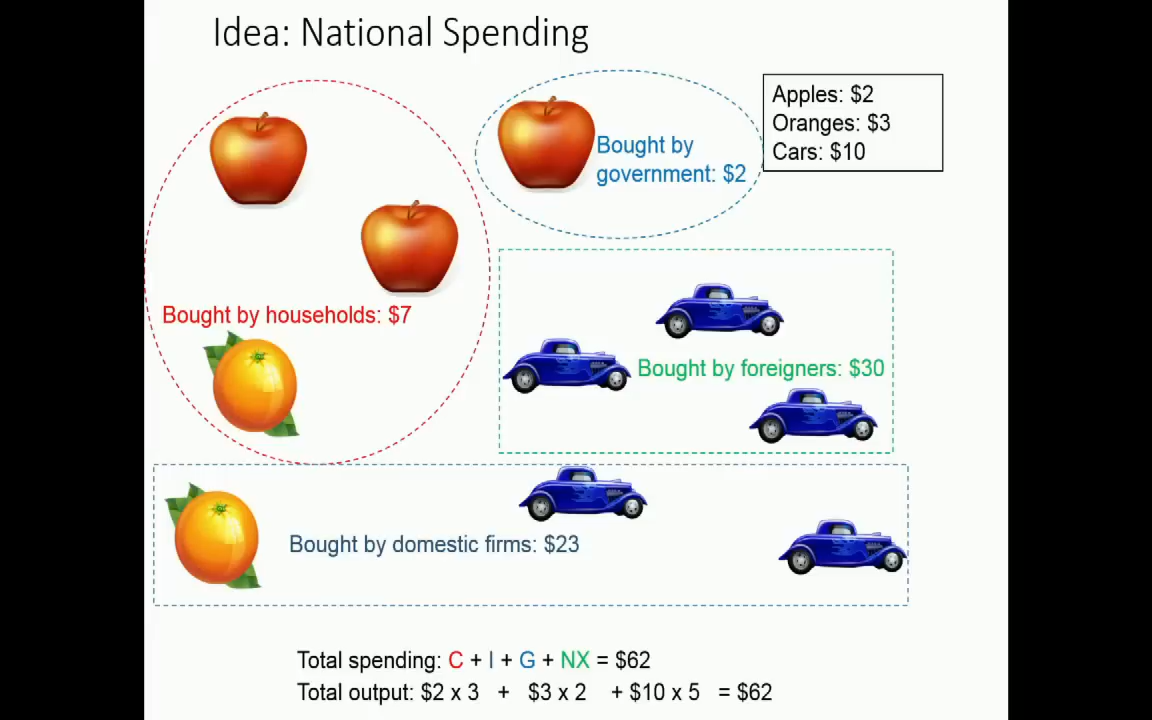 Idea: National Spending
Apples: $2
Oranges: $3
Cars: $10
Bought by
government: $2
Bought by households: $7
Bought by foreigners: $30
Bought by domestic firms: $23
Total spending: C + I + G + NX = $62
Total output: $2 x 3 + $3 x 2 + $10 x 5 = $62